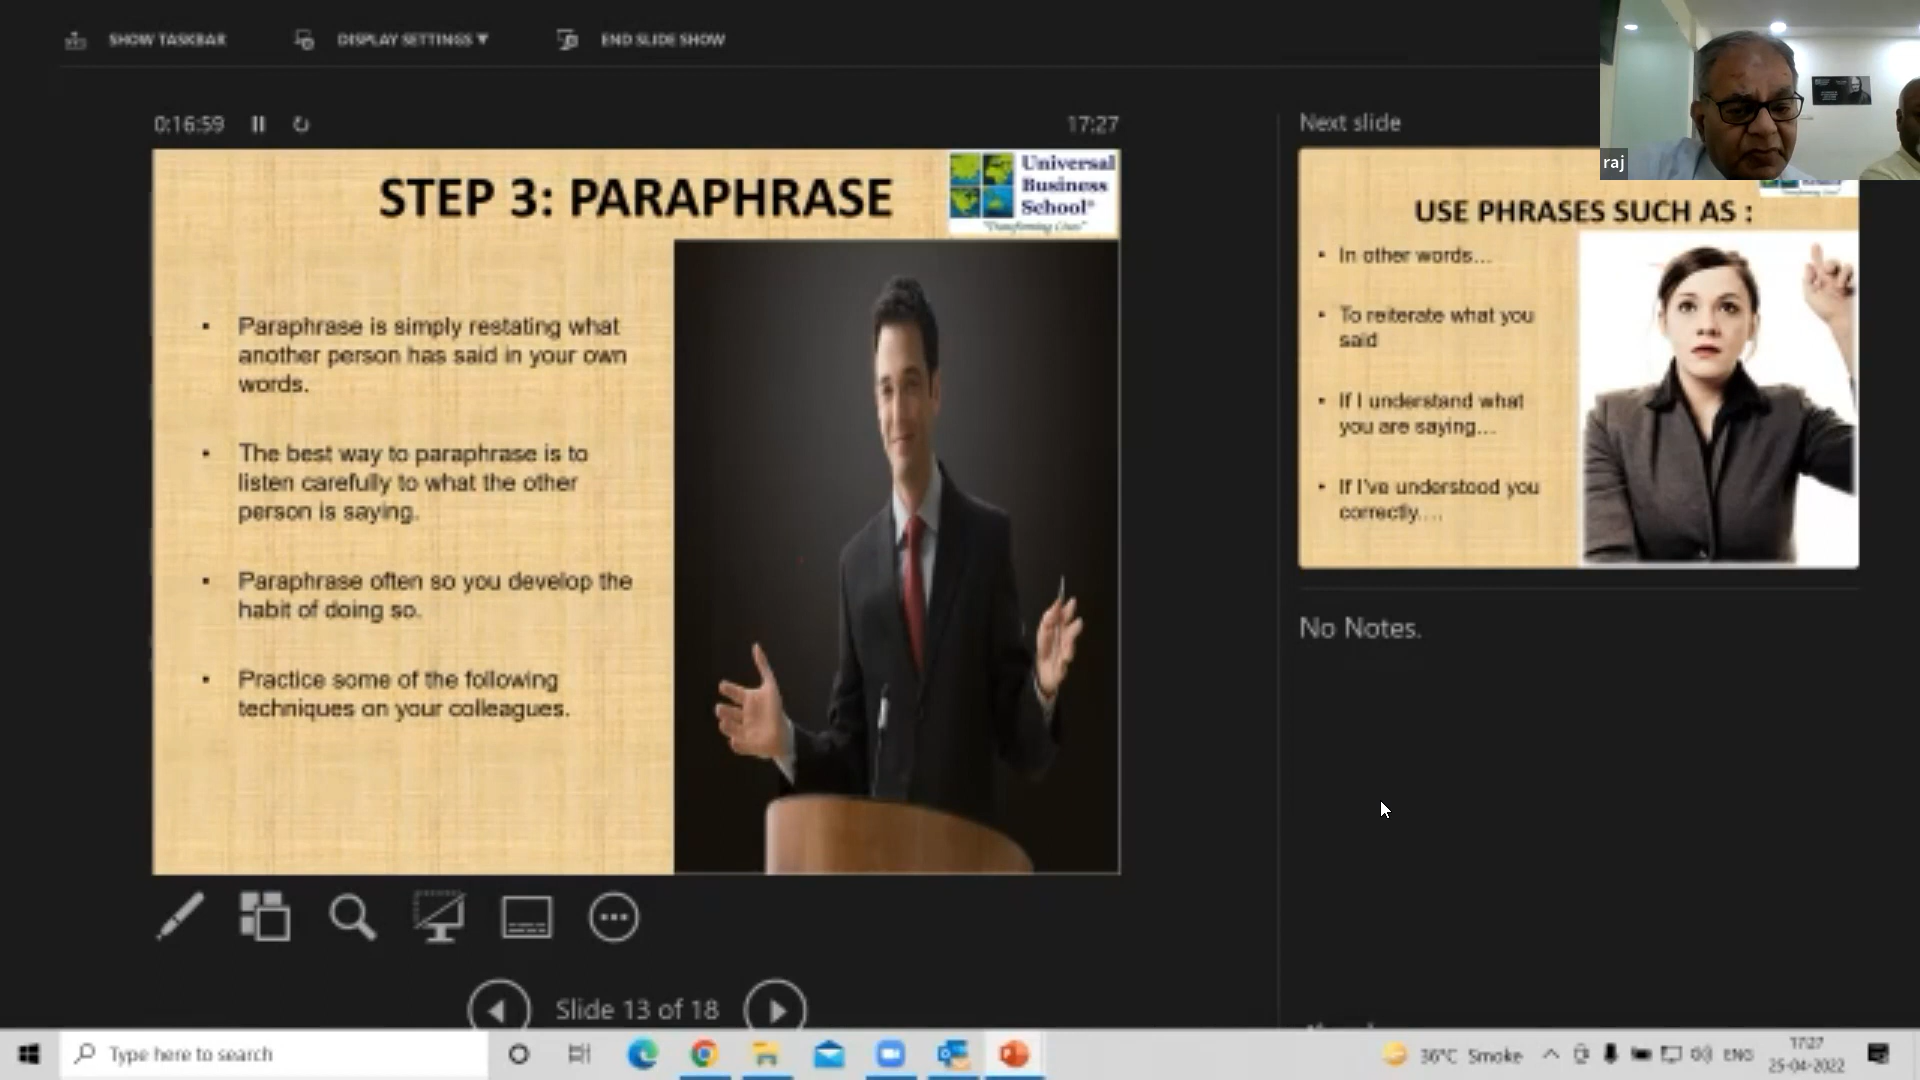 SHOW TASKBAR
DISPLAY SETTINGS ▼
END SLIDE SHOW
0:16:59
17:27
STEP 3: PARAPHRASE
Universal
Business
School®
"Transforming Lives"
• Paraphrase is simply restating what
another person has said in your own
words.
• The best way to paraphrase is to
listen carefully to what the other
person is saying.
• Paraphrase often so you develop the
habit of doing so.
• Practice some of the following
techniques on your colleagues.
Next slide
raj
USE PHRASES SUCH AS :
• In other words...
• To reiterate what you
said
• If I understand what
you are saying...
• If I've understood you
correctly....
No Notes.
Slide 13 of 18
Type here to search
36°C Smoke
ENG
17:27
25-04-2022